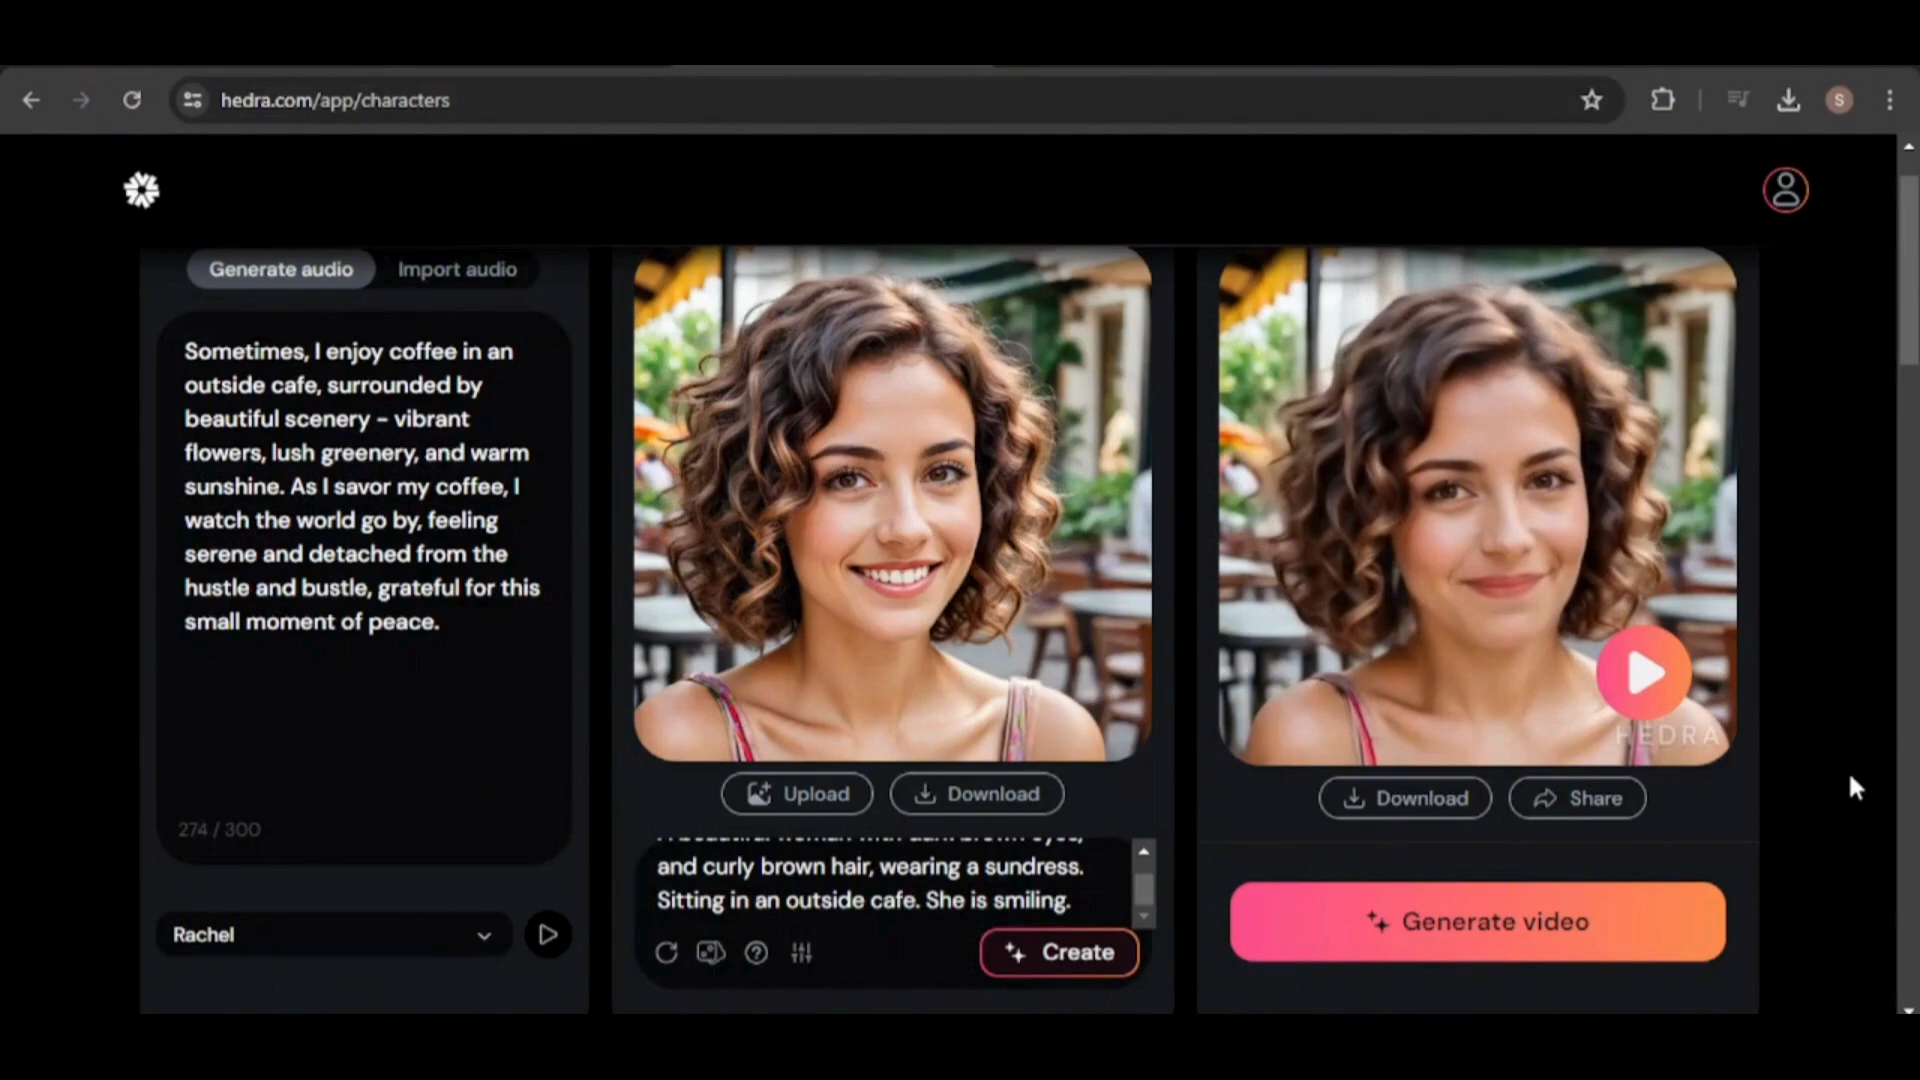 hedra.com/app/characters
S
Generate audio
Import audio
Sometimes, I enjoy coffee in an
outside cafe, surrounded by
beautiful scenery - vibrant
flowers, lush greenery, and warm
sunshine. As I savor my coffee, I
watch the world go by, feeling
serene and detached from the
hustle and bustle, grateful for this
small moment of peace.
274 / 300
Rachel
Upload
Download
and curly brown hair, wearing a sundress.
Sitting in an outside cafe. She is smiling.
Create
HEDRA
Download
Share
Generate video